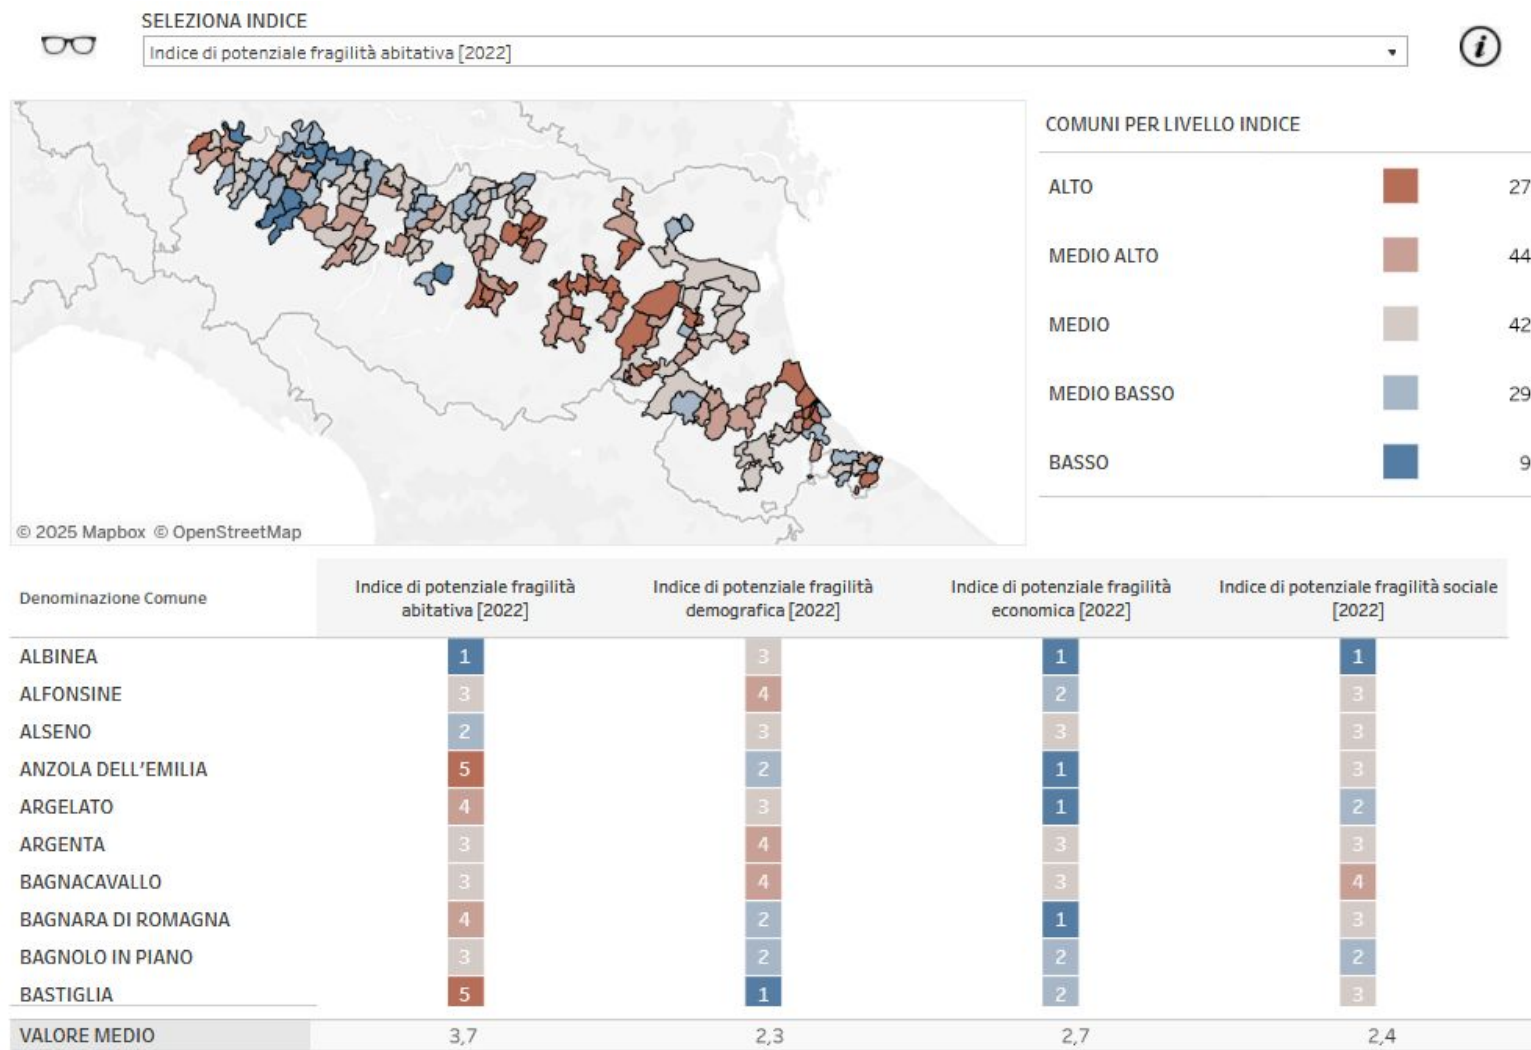 SELEZIONA INDICE
Indice di potenziale fragilità abitativa [2022]
i
COMUNI PER LIVELLO INDICE
ALTO 27
MEDIO ALTO 44
MEDIO 42
MEDIO BASSO 29
BASSO 9
© 2025 Mapbox © OpenStreetMap
Denominazione Comune
Indice di potenziale fragilità
abitativa [2022]
Indice di potenziale fragilità
demografica [2022]
Indice di potenziale fragilità
economica [2022]
Indice di potenziale fragilità sociale
[2022]
ALBINEA 1 3 1 1
ALFONSINE 3 4 2 3
ALSENO 2 3 3 3
ANZOLA DELL'EMILIA 5 2 1 3
ARGELATO 4 3 1 2
ARGENTA 3 4 3 3
BAGNACAVALLO 3 4 3 4
BAGNARA DI ROMAGNA 4 2 1 3
BAGNOLO IN PIANO 3 2 2 2
BASTIGLIA 5 1 2 3
VALORE MEDIO 3,7 2,3 2,7 2,4